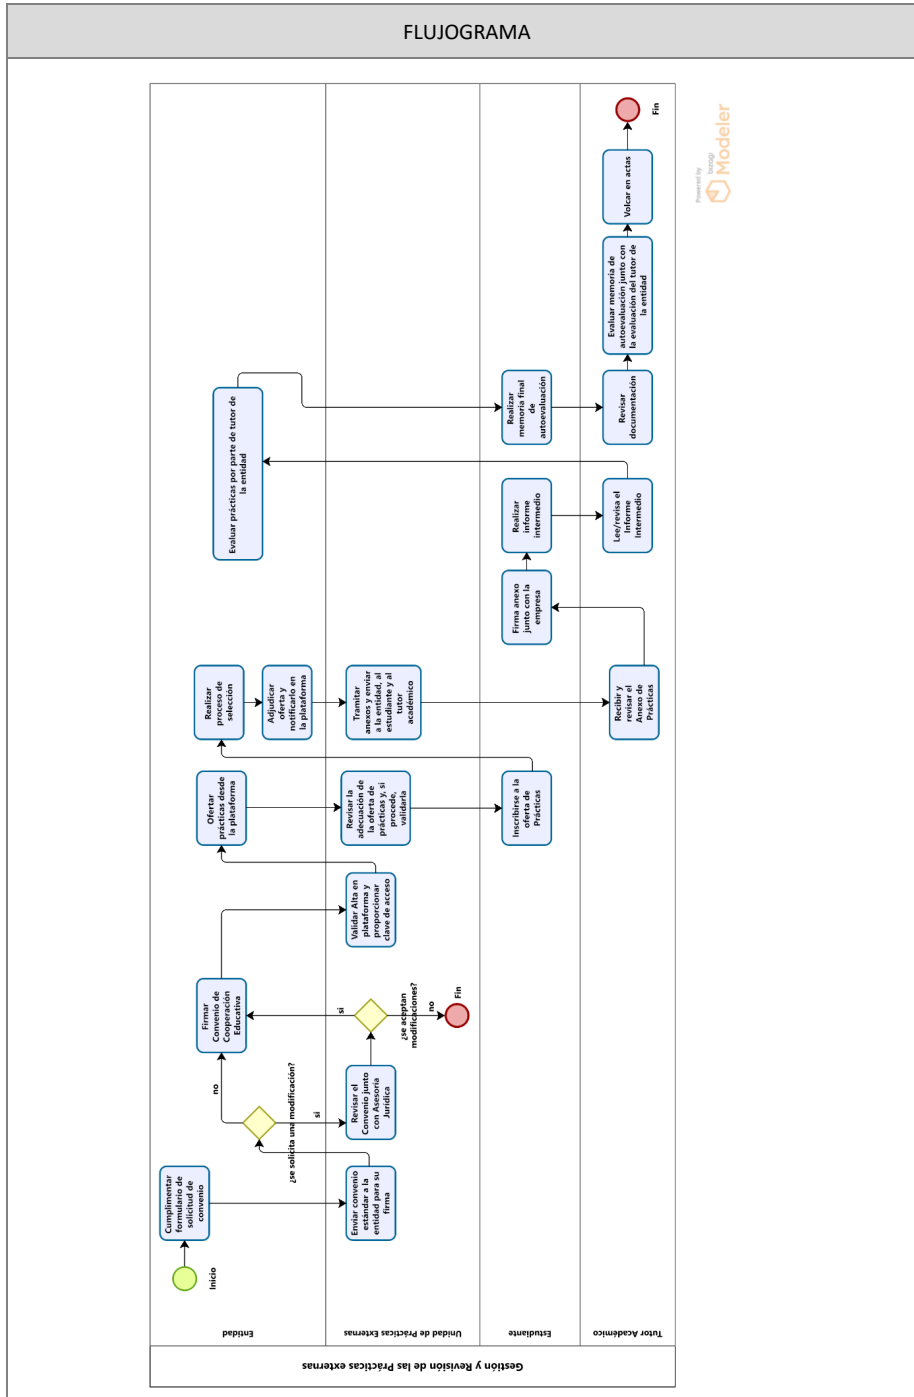 FLUJOGRAMA
Gestión y Revisión de las Prácticas externas
Entidad
Unidad de Prácticas Externas
Estudiante
Tutor Académico
Inicio
Cumplimentar
formulario de
solicitud de
convenio
Enviar convenio
estándar a la
entidad para su
firma
¿se solicita una modificación?
no
si
Revisar el
Convenio junto
con Asesoría
Jurídica
¿se aceptan
modificaciones?
si
no
Fin
Firmar
Convenio de
Cooperación
Educativa
Validar Alta en
plataforma y
proporcionar
clave de acceso
Ofertar
prácticas desde
la plataforma
Revisar la
adecuación de
la oferta de
prácticas y, si
procede,
validarla
Inscribirse a la
oferta de
Prácticas
Realizar
proceso de
selección
Adjudicar
oferta y
notificarlo en
la plataforma
Tramitar
anexos y enviar
a la entidad, al
estudiante y al
tutor
académico
Recibir y
revisar el
Anexo de
Prácticas
Firma anexo
junto con la
empresa
Realizar
informe
intermedio
Lee/revisa el
Informe
Intermedio
Evaluar prácticas por parte de tutor de
la entidad
Realizar
memoria final
de
autoevaluación
Revisar
documentación
Evaluar memoria de
autoevaluación junto con
la evaluación del tutor de
la entidad
Volcar en actas
Fin
Powered by
bizagi
Modeler